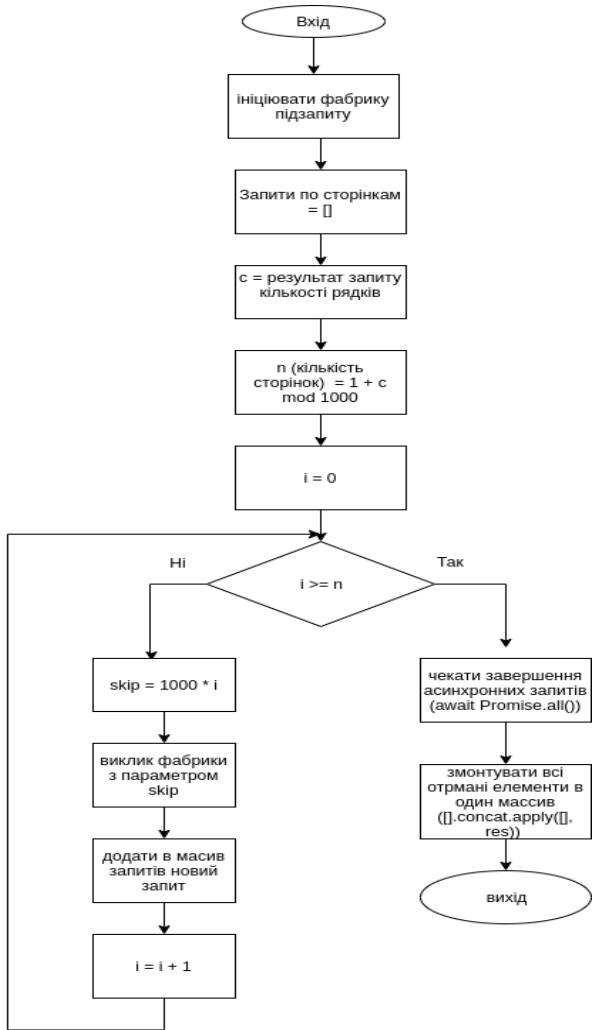 Вхід
ініціювати фабрику
підзапиту
Запити по сторінкам
= []
с = результат запиту
кількості рядків
n (кількість
сторінок) = 1 + c
mod 1000
i = 0
Ні
Так
i >= n
skip = 1000 * i
чекати завершення
асинхронних запитів
(await Promise.all())
виклик фабрики
з параметром
skip
змонтувати всі
отрмані елементи в
один массив
([].concat.apply([],
res))
додати в масив
запитів новий
запит
вихід
i = i + 1